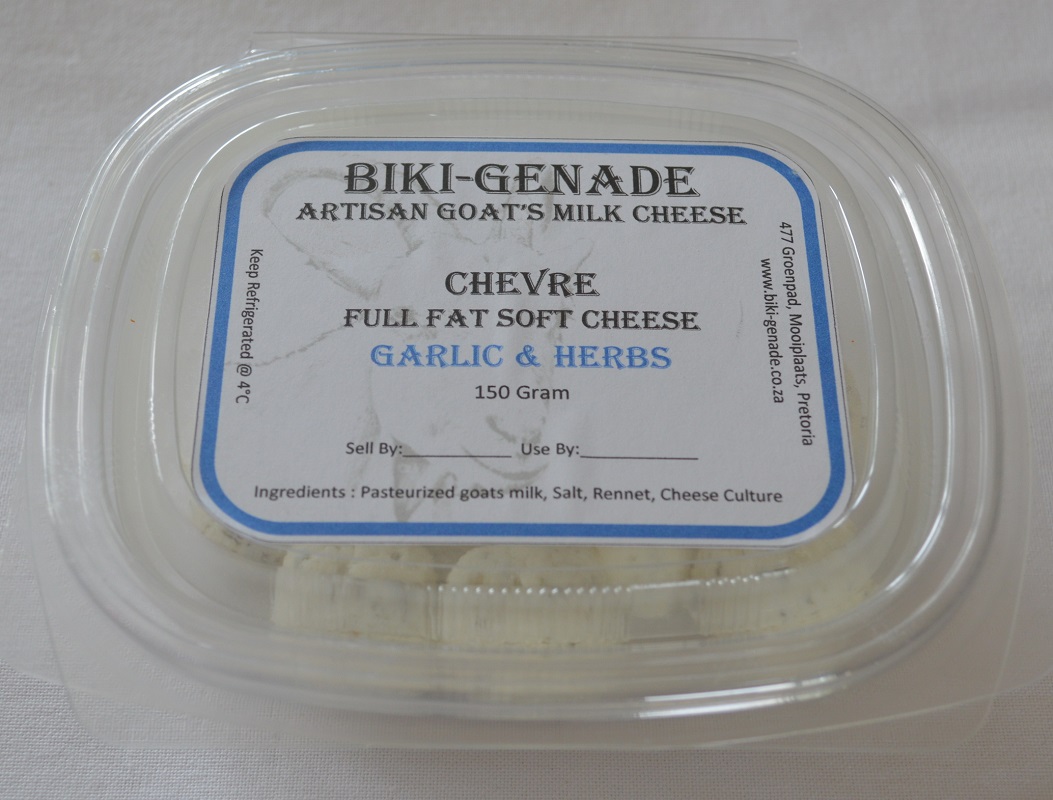 BIKI-GENADE
ARTISAN GOAT'S MILK CHEESE
CHEVRE
FULL FAT SOFT CHEESE
GARLIC & HERBS
150 Gram
Sell By:__________ Use By:___________
Ingredients : Pasteurized goats milk, Salt, Rennet, Cheese Culture
Keep Refrigerated @ 4°C
477 Groenpad, Mooiplaats, Pretoria
www.biki-genade.co.za